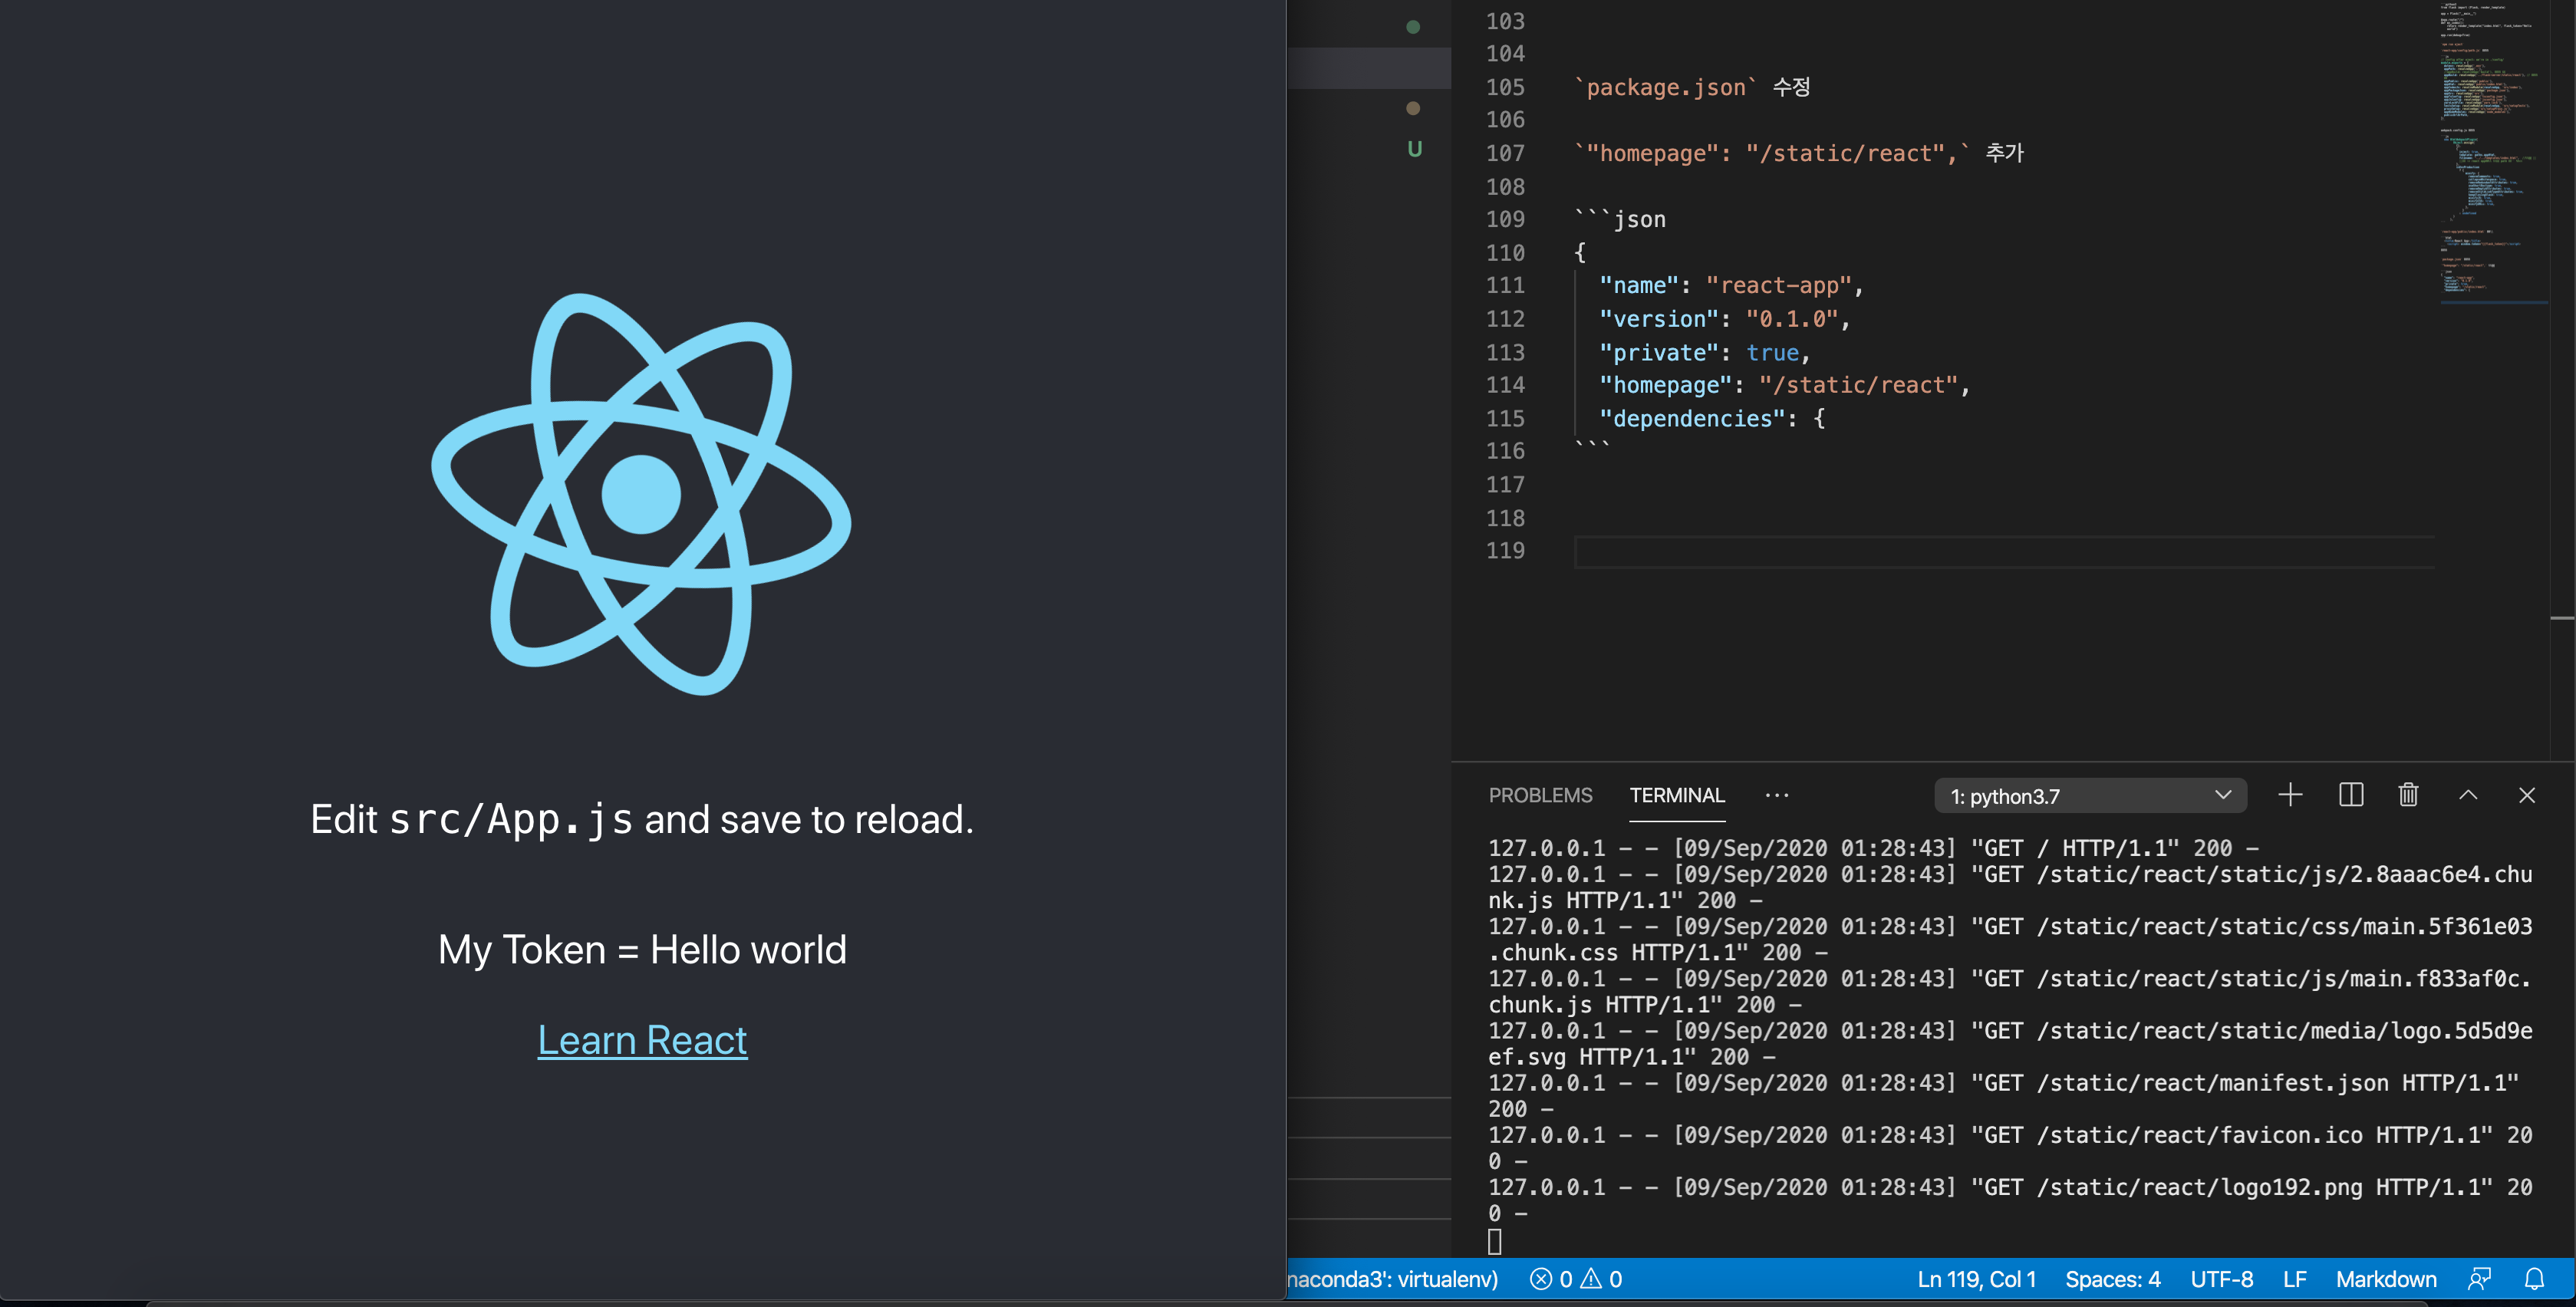 Edit src/App.js and save to reload.
My Token = Hello world
Learn React
U
103
104
105 `package.json` 수정
106
107 `"homepage": "/static/react",` 추가
108
109 ```json
110 {
111 "name": "react-app",
112 "version": "0.1.0",
113 "private": true,
114 "homepage": "/static/react",
115 "dependencies": {
116 ```
117
118
119
PROBLEMS TERMINAL ··· 1: python3.7
127.0.0.1 - - [09/Sep/2020 01:28:43] "GET / HTTP/1.1" 200 -
127.0.0.1 - - [09/Sep/2020 01:28:43] "GET /static/react/static/js/2.8aaac6e4.chu
nk.js HTTP/1.1" 200 -
127.0.0.1 - - [09/Sep/2020 01:28:43] "GET /static/react/static/css/main.5f361e03
.chunk.css HTTP/1.1" 200 -
127.0.0.1 - - [09/Sep/2020 01:28:43] "GET /static/react/static/js/main.f833af0c.
chunk.js HTTP/1.1" 200 -
127.0.0.1 - - [09/Sep/2020 01:28:43] "GET /static/react/static/media/logo.5d5d9e
ef.svg HTTP/1.1" 200 -
127.0.0.1 - - [09/Sep/2020 01:28:43] "GET /static/react/manifest.json HTTP/1.1"
200 -
127.0.0.1 - - [09/Sep/2020 01:28:43] "GET /static/react/favicon.ico HTTP/1.1" 20
0 -
127.0.0.1 - - [09/Sep/2020 01:28:43] "GET /static/react/logo192.png HTTP/1.1" 20
0 -
naconda3': virtualenv) 0 0 Ln 119, Col 1 Spaces: 4 UTF-8 LF Markdown